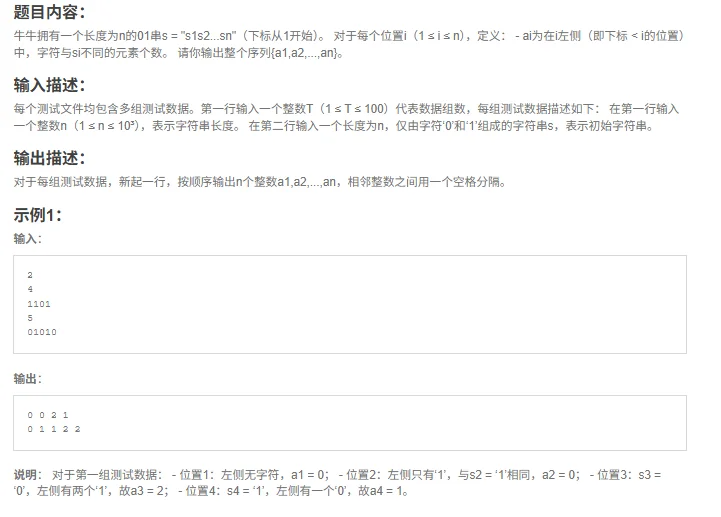 题目内容：
牛牛拥有一个长度为n的01串s = "s1s2...sn"（下标从1开始）。 对于每个位置i（1 ≤ i ≤ n），定义： - ai为在i左侧（即下标 < i的位置）
中，字符与si不同的元素个数。 请你输出整个序列{a1,a2,...,an}。
输入描述：
每个测试文件均包含多组测试数据。第一行输入一个整数T（1 ≤ T ≤ 100）代表数据组数，每组测试数据描述如下： 在第一行输入
一个整数n（1 ≤ n ≤ 10³），表示字符串长度。 在第二行输入一个长度为n，仅由字符‘0’和‘1’组成的字符串s，表示初始字符串。
输出描述：
对于每组测试数据，新起一行，按顺序输出n个整数a1,a2,...,an，相邻整数之间用一个空格分隔。
示例1：
输入：
2
4
1101
5
01010
输出：
0 0 2 1
0 1 1 2 2
说明： 对于第一组测试数据： - 位置1：左侧无字符，a1 = 0； - 位置2：左侧只有‘1’，与s2 = ‘1’相同，a2 = 0； - 位置3：s3 =
‘0’，左侧有两个‘1’，故a3 = 2； - 位置4：s4 = ‘1’，左侧有一个‘0’，故a4 = 1。